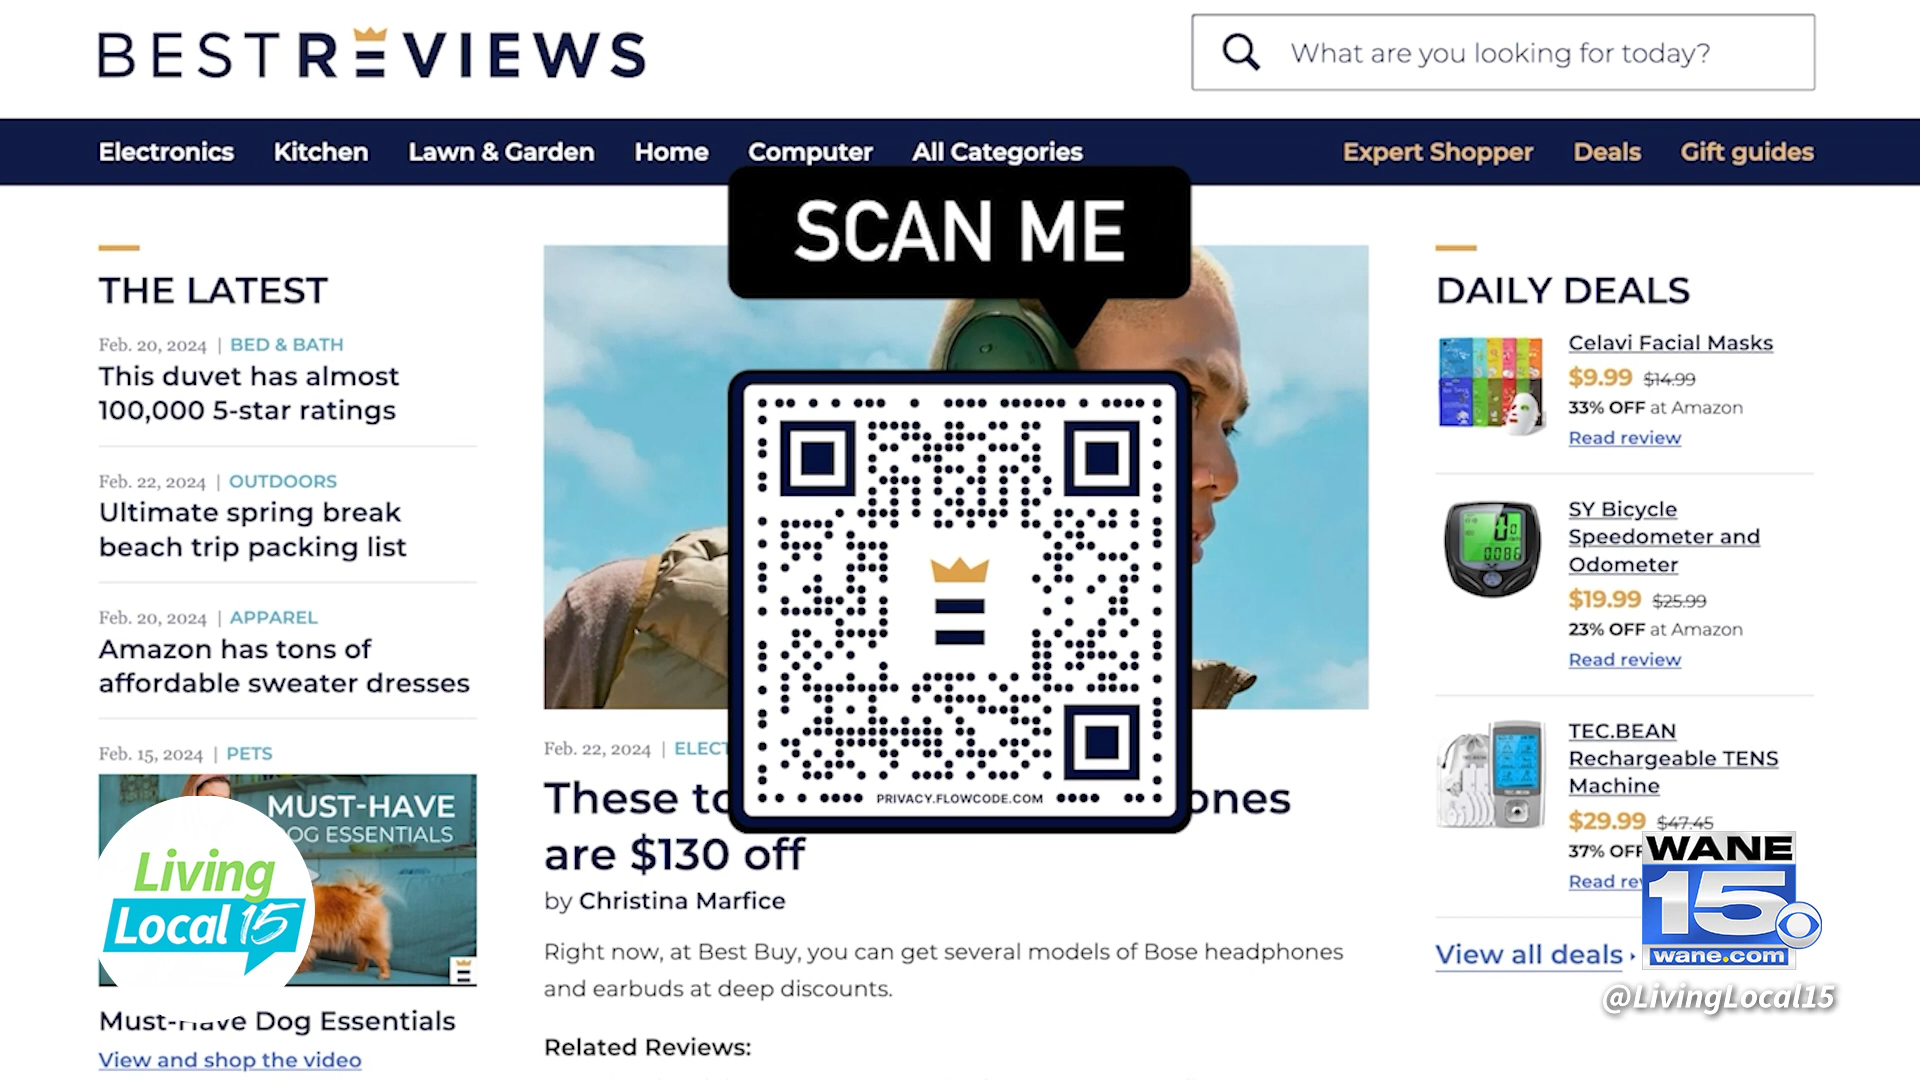 BESTREVIEWS
What are you looking for today?
Electronics Kitchen Lawn & Garden Home Computer All Categories Expert Shopper Deals Gift guides
SCAN ME
THE LATEST
Feb. 20, 2024 | BED & BATH
This duvet has almost
100,000 5-star ratings
Feb. 22, 2024 | OUTDOORS
Ultimate spring break
beach trip packing list
Feb. 20, 2024 | APPAREL
Amazon has tons of
affordable sweater dresses
Feb. 15, 2024 | PETS
MUST-HAVE
DOG ESSENTIALS
Living
Local 15
Must-Have Dog Essentials
View and shop the video
PRIVACY.FLOWCODE.COM
Feb. 22, 2024 | ELECT
These to
ones
are $130 off
by Christina Marfice
Right now, at Best Buy, you can get several models of Bose headphones
and earbuds at deep discounts.
Related Reviews:
DAILY DEALS
Celavi Facial Masks
$9.99 $14.99
33% OFF at Amazon
Read review
0.086
SY Bicycle
Speedometer and
Odometer
$19.99 $25.99
23% OFF at Amazon
Read review
TEC.BEAN
Rechargeable TENS
Machine
$29.99 $47.45
37% OFF
Read re
View all deals
WANE
15
wane.com
@LivingLocal15